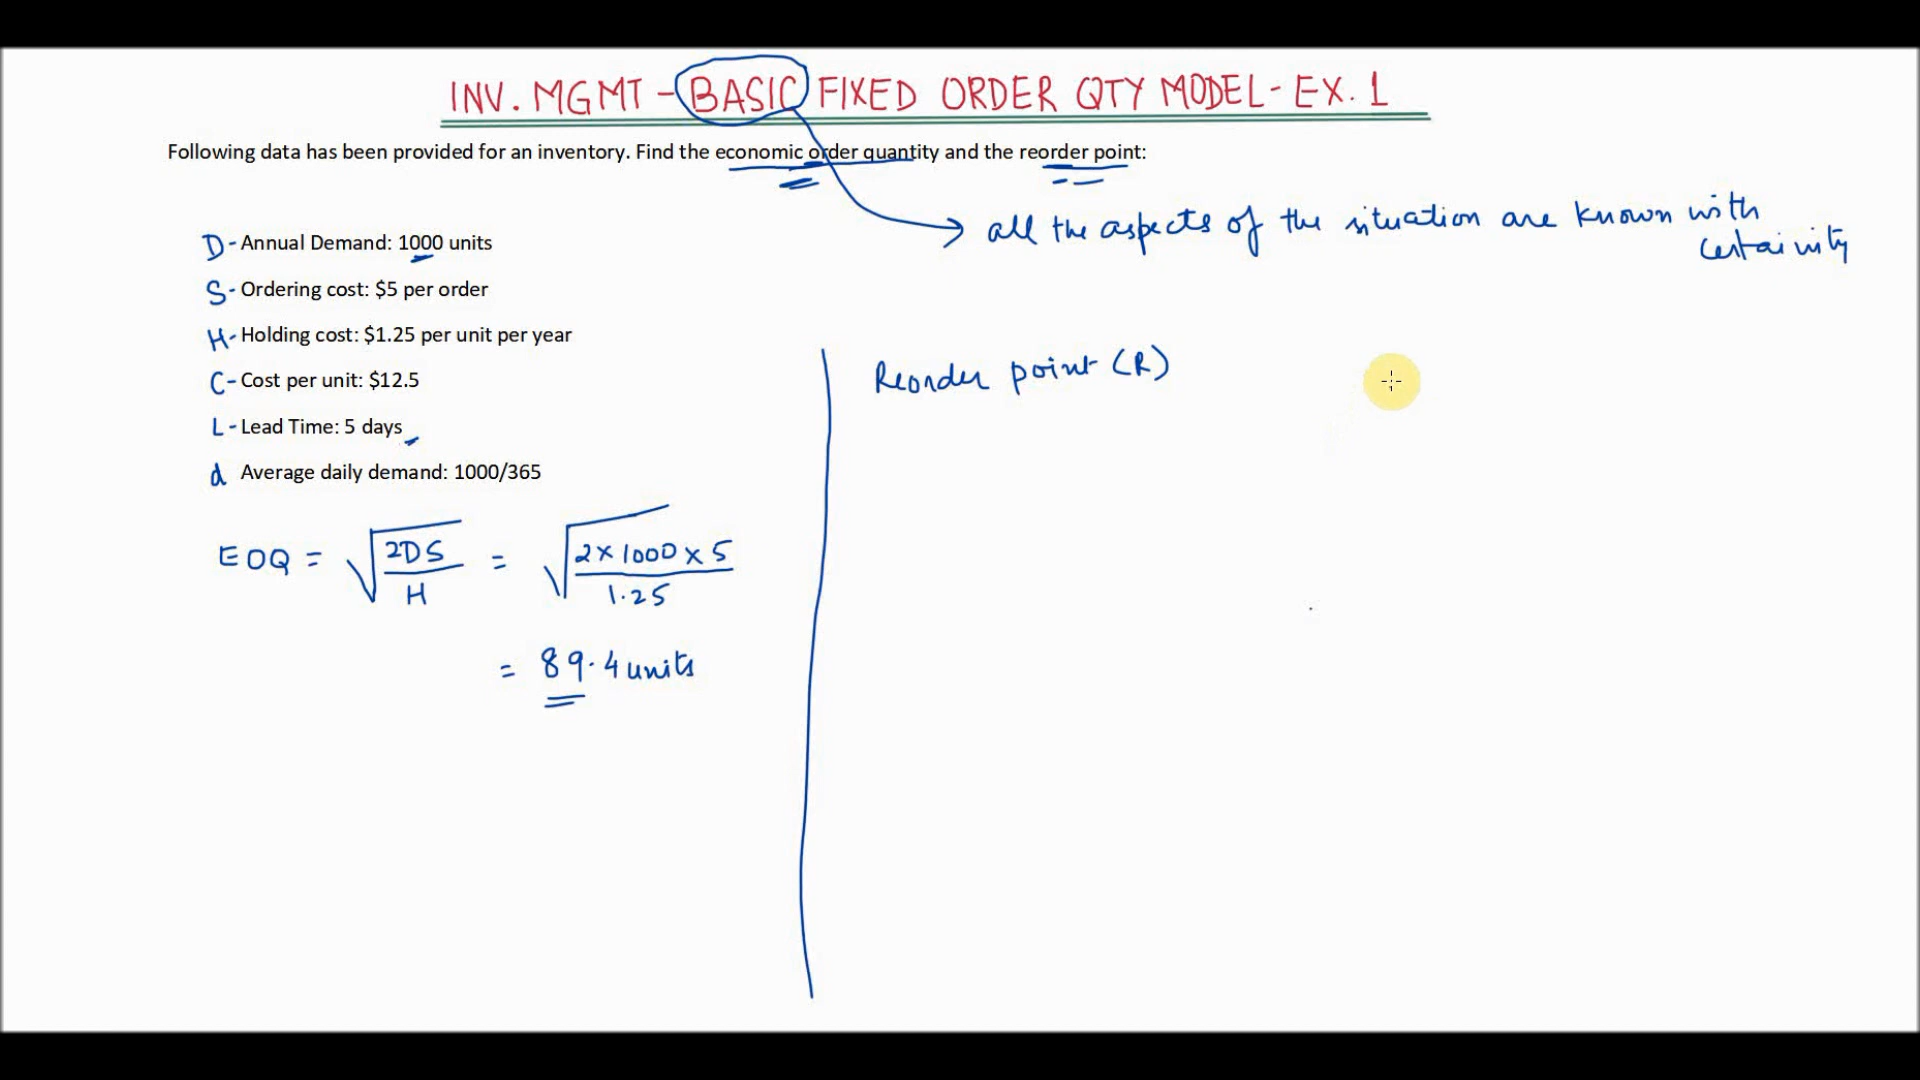 INV. MGMT - BASIC FIXED ORDER QTY MODEL - EX. 1
Following data has been provided for an inventory. Find the economic order quantity and the reorder point:
→ all the aspects of the situation are known with
certainity
D - Annual Demand: 1000 units
S - Ordering cost: $5 per order
H - Holding cost: $1.25 per unit per year
C - Cost per unit: $12.5
L - Lead Time: 5 days
d Average daily demand: 1000/365
EOQ = √(2DS/H) = √(2 × 1000 × 5/1.25)
= 89.4 units
Reorder point (R)